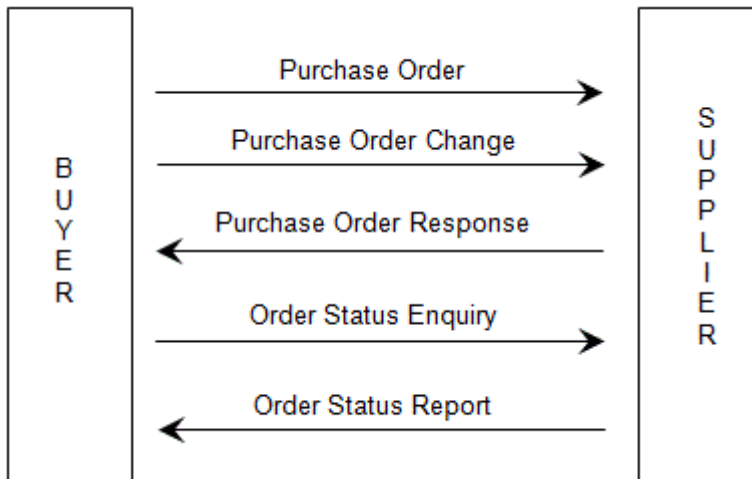 Purchase Order
Purchase Order Change
BUYER
Purchase Order Response
SUPPLIER
Order Status Enquiry
Order Status Report